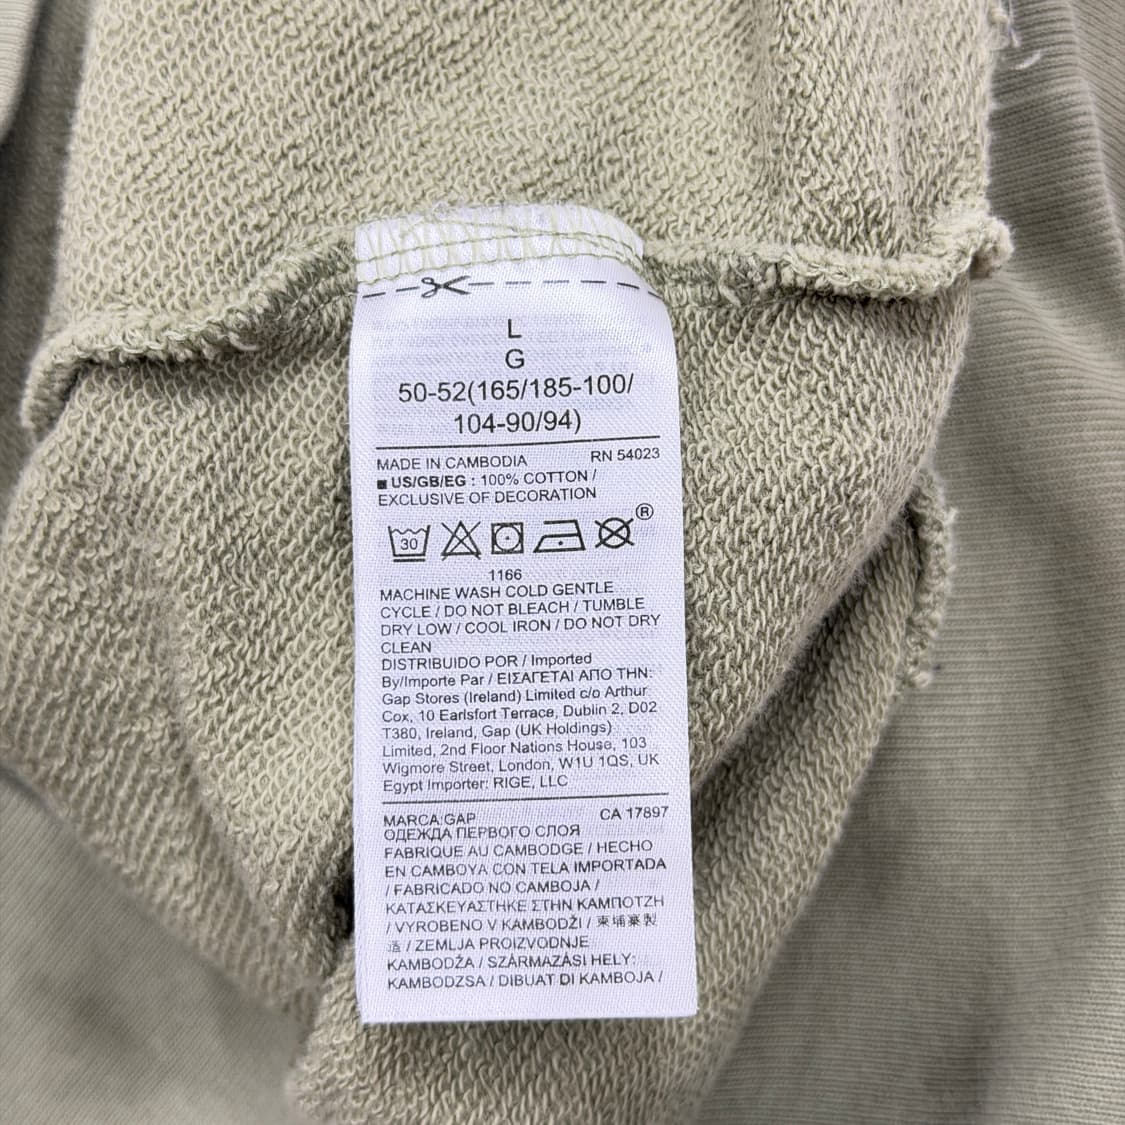 L
G
50-52(165/185-100/
104-90/94)
MADE IN CAMBODIA RN 54023
■ US/GB/EG : 100% COTTON /
EXCLUSIVE OF DECORATION
30
®
1166
MACHINE WASH COLD GENTLE
CYCLE / DO NOT BLEACH / TUMBLE
DRY LOW / COOL IRON / DO NOT DRY
CLEAN
DISTRIBUIDO POR / Imported
By/Importe Par / ΕΙΣΑΓΕΤΑΙ ΑΠΟ ΤΗΝ:
Gap Stores (Ireland) Limited c/o Arthur
Cox, 10 Earlsfort Terrace, Dublin 2, D02
T380, Ireland, Gap (UK Holdings)
Limited, 2nd Floor Nations House, 103
Wigmore Street, London, W1U 1QS, UK
Egypt Importer: RIGE, LLC
MARCA:GAP CA 17897
ОДЕЖДА ПЕРВОГО СЛОЯ
FABRIQUE AU CAMBODGE / HECHO
EN CAMBOYA CON TELA IMPORTADA
/ FABRICADO NO CAMBOJA /
ΚΑΤΑΣΚΕΥΑΣΤΗΚΕ ΣΤΗΝ ΚΑΜΠΟΤΖΗ
/ VYROBENO V KAMBODŽI / 柬埔寨製
造 / ZEMLJA PROIZVODNJE
KAMBODŽA / SZÁRMAZÁSI HELY:
KAMBODZSA / DIBUAT DI KAMBOJA /